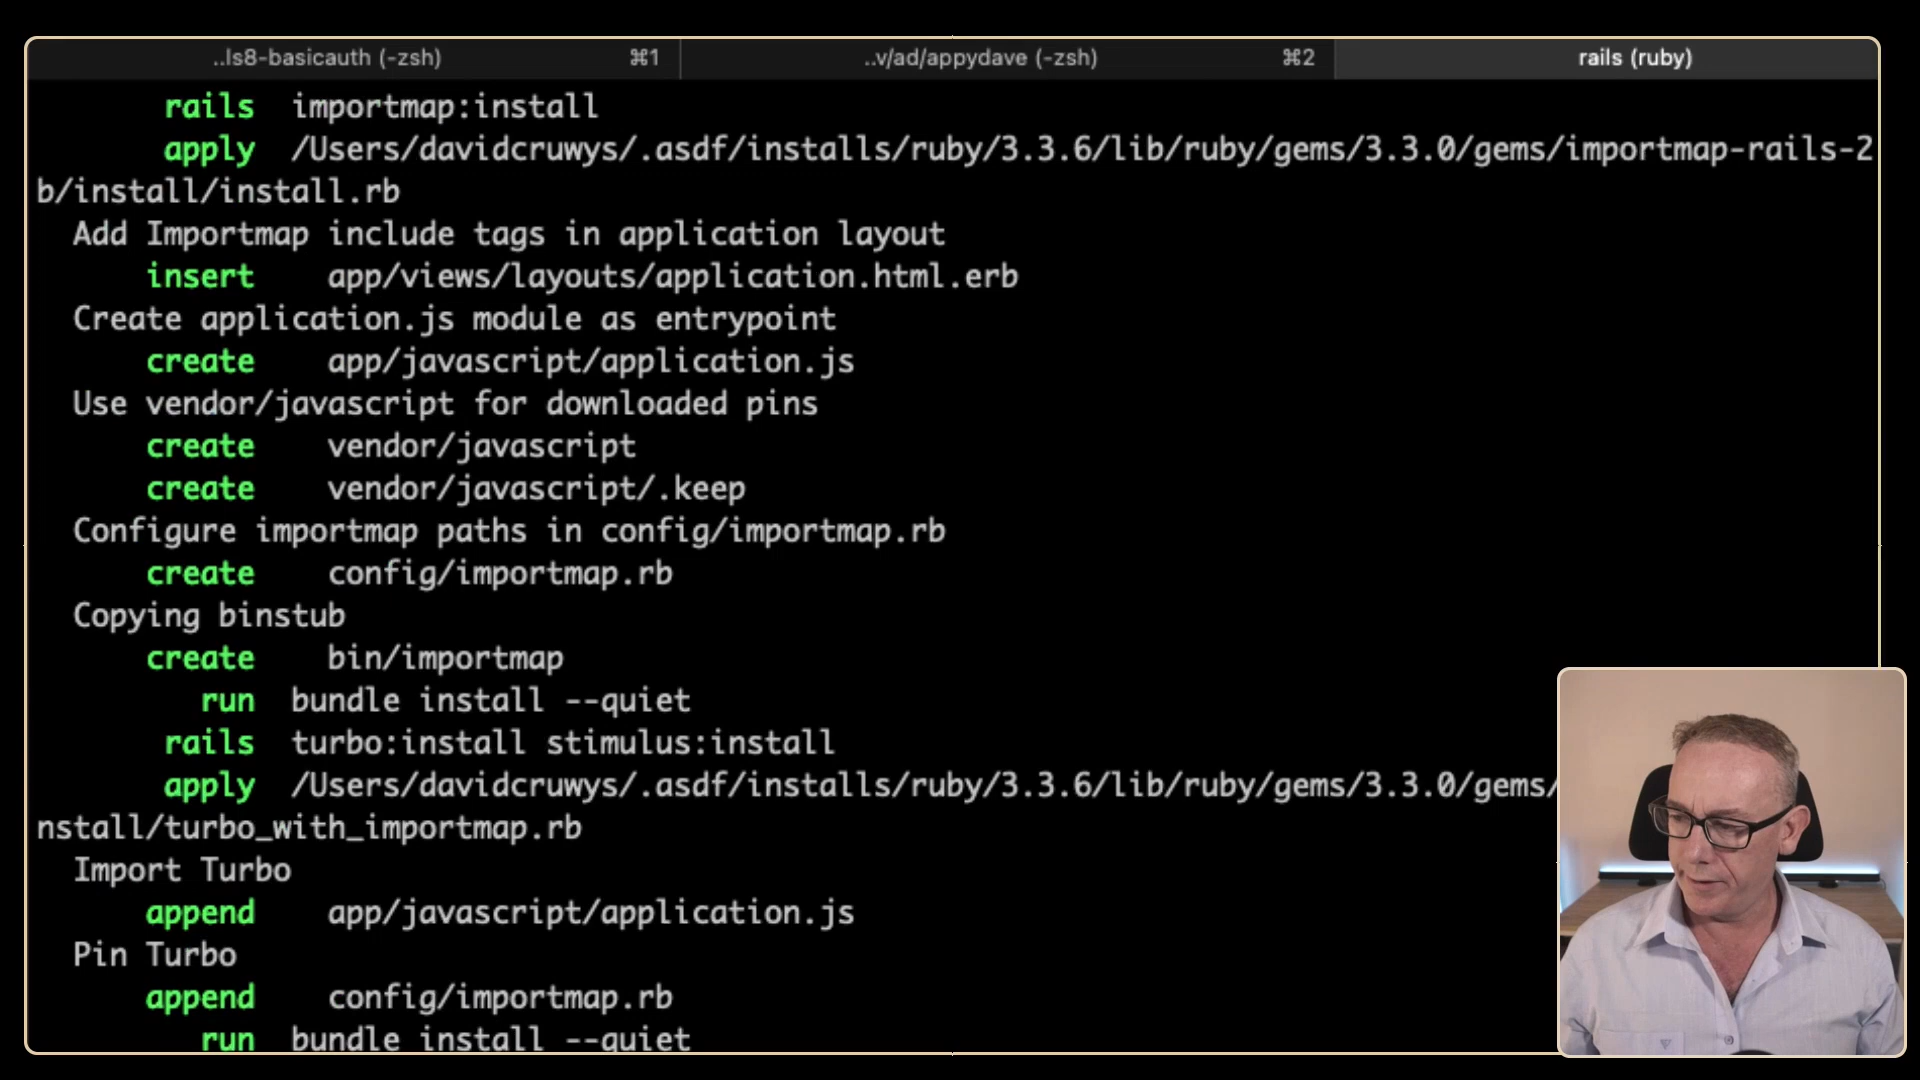 ..ls8-basicauth (-zsh) ⌘1 ..v/ad/appydave (-zsh) ⌘2 rails (ruby)
rails importmap:install
apply /Users/davidcruwys/.asdf/installs/ruby/3.3.6/lib/ruby/gems/3.3.0/gems/importmap-rails-2
b/install/install.rb
Add Importmap include tags in application layout
insert app/views/layouts/application.html.erb
Create application.js module as entrypoint
create app/javascript/application.js
Use vendor/javascript for downloaded pins
create vendor/javascript
create vendor/javascript/.keep
Configure importmap paths in config/importmap.rb
create config/importmap.rb
Copying binstub
create bin/importmap
run bundle install --quiet
rails turbo:install stimulus:install
apply /Users/davidcruwys/.asdf/installs/ruby/3.3.6/lib/ruby/gems/3.3.0/gems/
nstall/turbo_with_importmap.rb
Import Turbo
append app/javascript/application.js
Pin Turbo
append config/importmap.rb
run bundle install --quiet